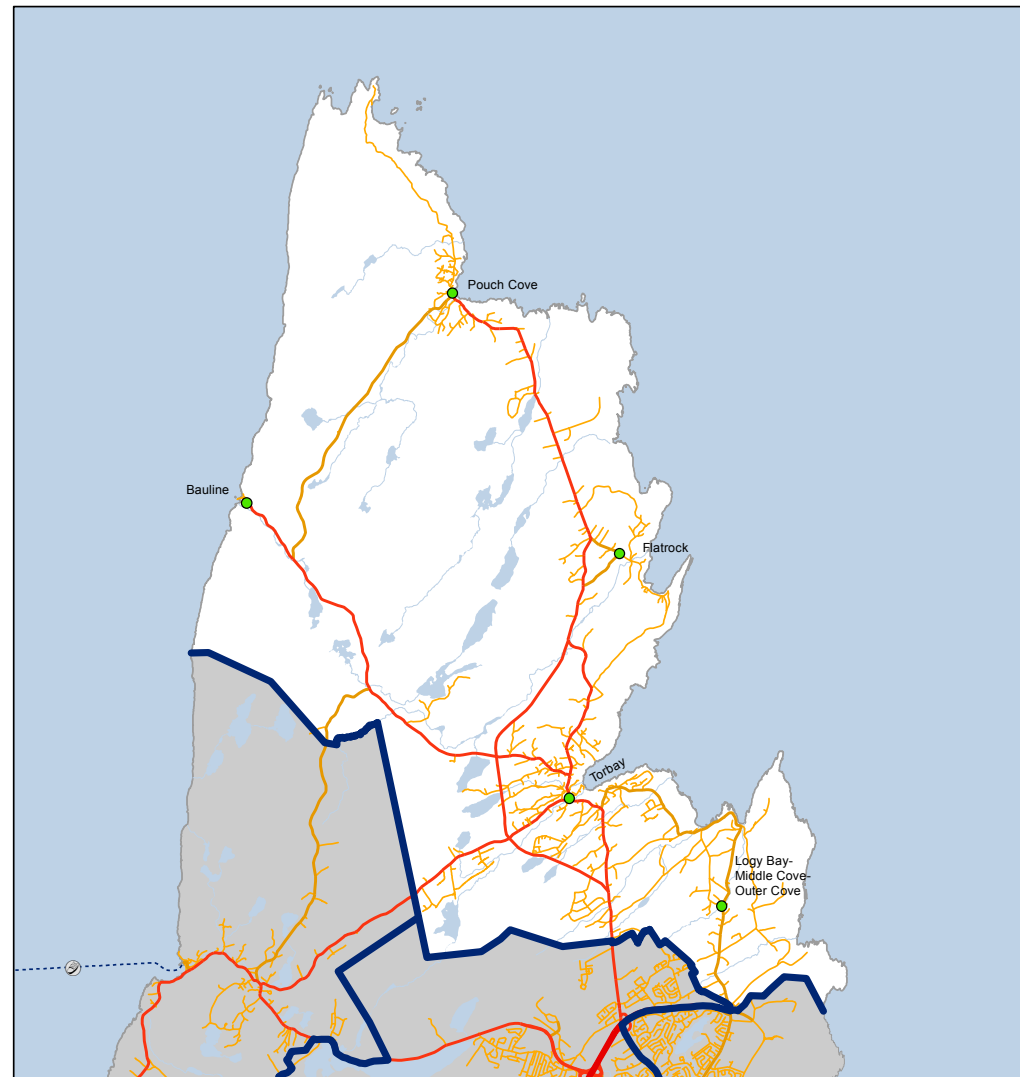 Pouch Cove
Bauline
Flatrock
Torbay
Logy Bay-
Middle Cove-
Outer Cove